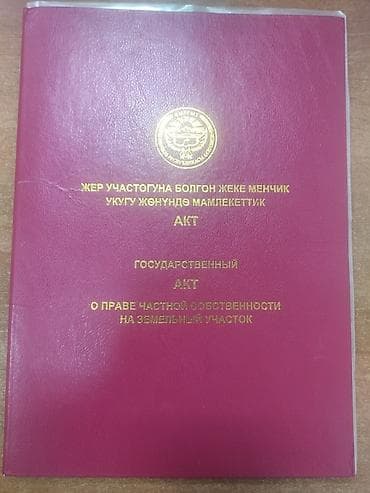 ЖЕР УЧАСТОГУНА БОЛГОН ЖЕКЕ МЕНЧИК
УКУГУ ЖӨНҮНДӨ МАМЛЕКЕТТИК
АКТ
ГОСУДАРСТВЕННЫЙ
АКТ
О ПРАВЕ ЧАСТНОЙ СОБСТВЕННОСТИ
НА ЗЕМЕЛЬНЫЙ УЧАСТОК